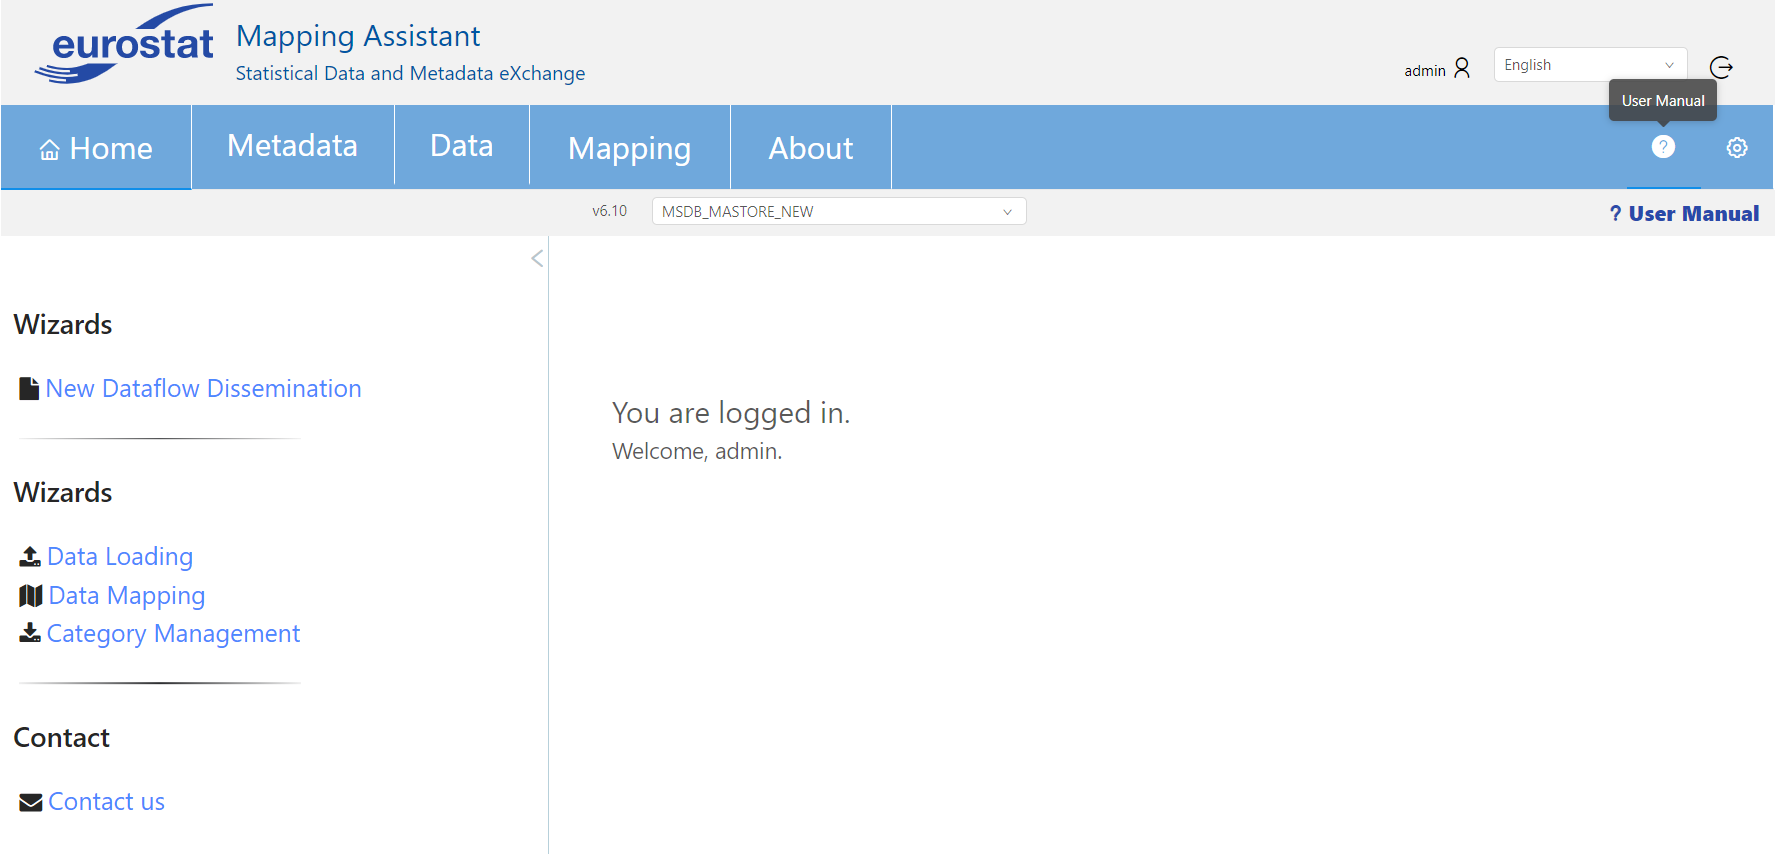 eurostat
Mapping Assistant
Statistical Data and Metadata eXchange
admin
English
User Manual
Home
Metadata
Data
Mapping
About
?
v6.10
MSDB_MASTORE_NEW
? User Manual
Wizards
New Dataflow Dissemination
Wizards
Data Loading
Data Mapping
Category Management
Contact
Contact us
You are logged in.
Welcome, admin.